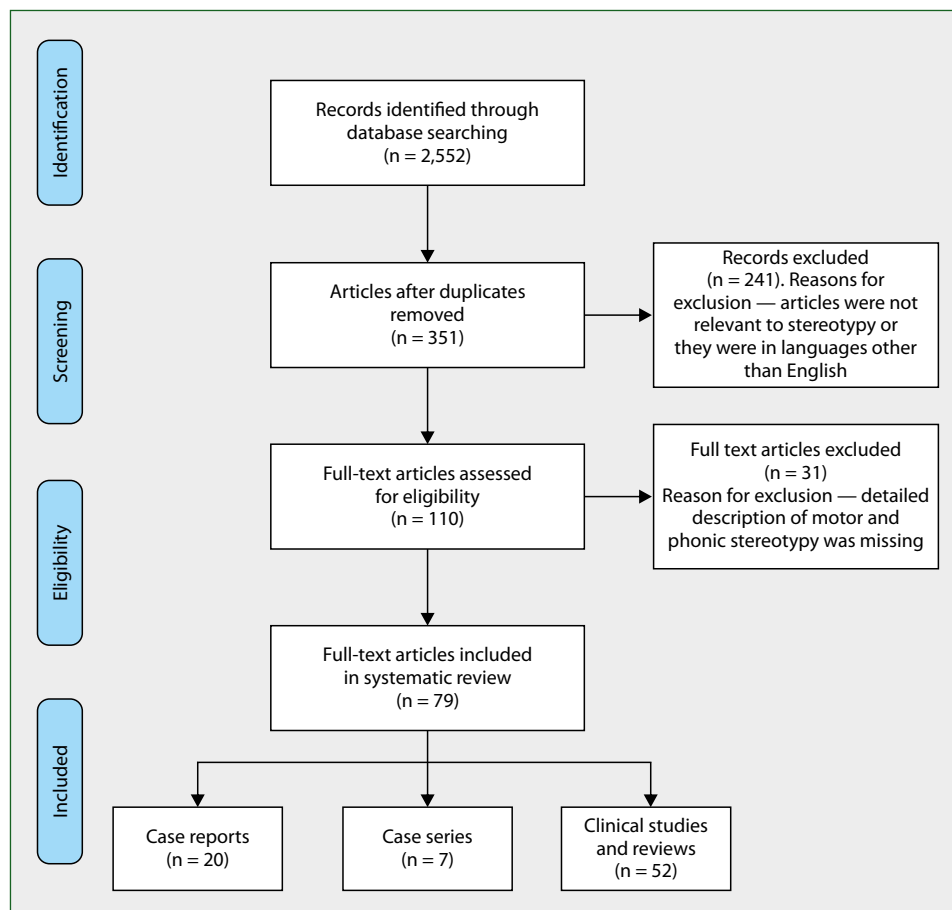 Identification
Records identified through
database searching
(n = 2,552)
Screening
Articles after duplicates
removed
(n = 351)
Records excluded
(n = 241). Reasons for
exclusion — articles were not
relevant to stereotypy or
they were in languages other
than English
Eligibility
Full-text articles assessed
for eligibility
(n = 110)
Full text articles excluded
(n = 31)
Reason for exclusion — detailed
description of motor and
phonic stereotypy was missing
Full-text articles included
in systematic review
(n = 79)
Included
Case reports
(n = 20)
Case series
(n = 7)
Clinical studies
and reviews
(n = 52)